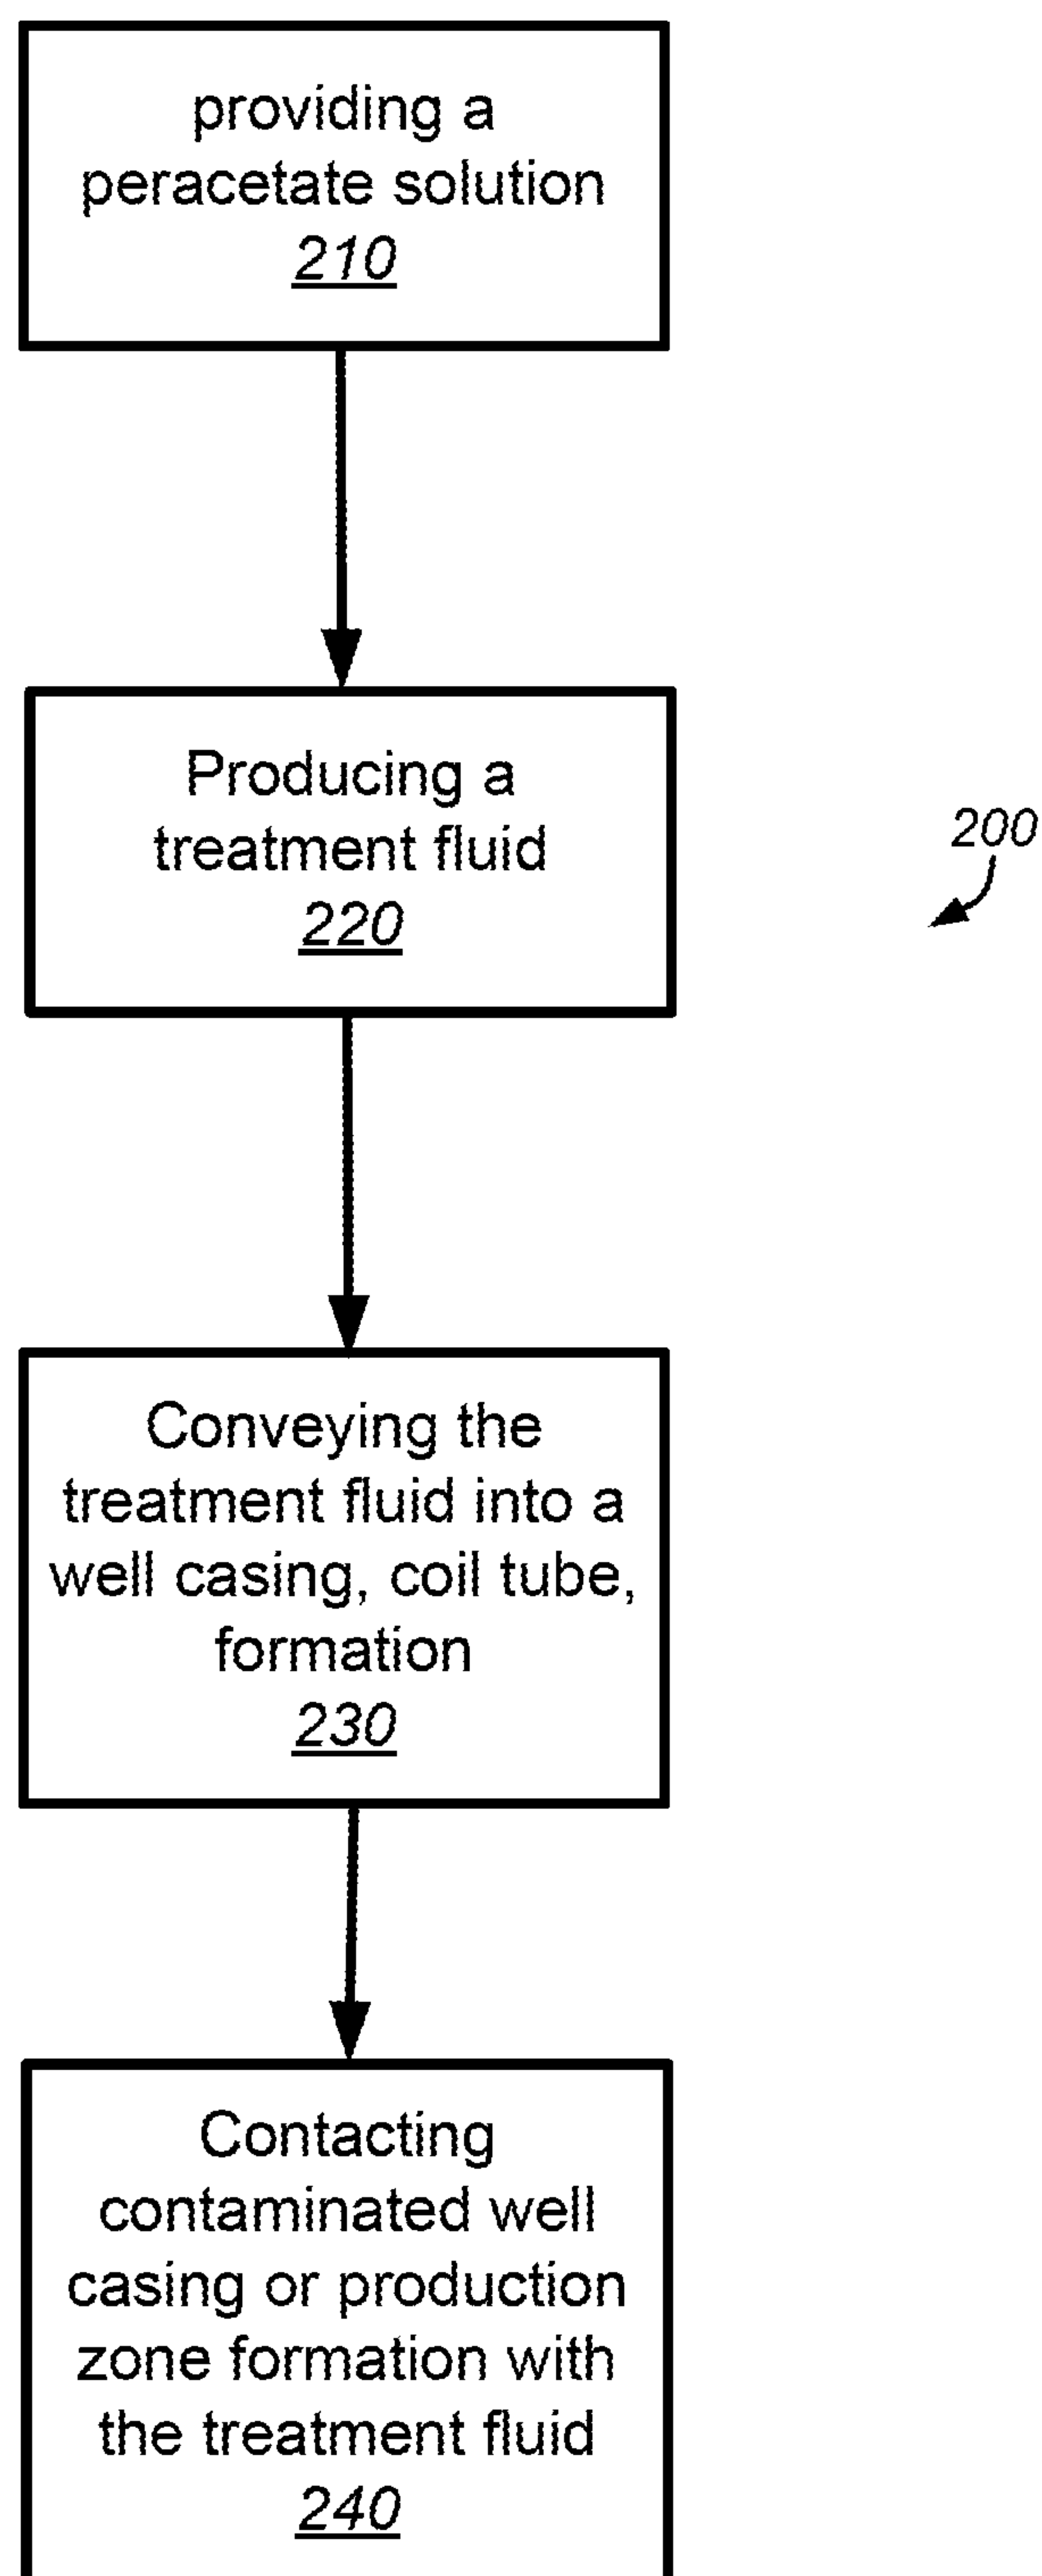 providing a
peracetate solution
210
Producing a
treatment fluid
220
200
Conveying the
treatment fluid into a
well casing, coil tube,
formation
230
Contacting
contaminated well
casing or production
zone formation with
the treatment fluid
240